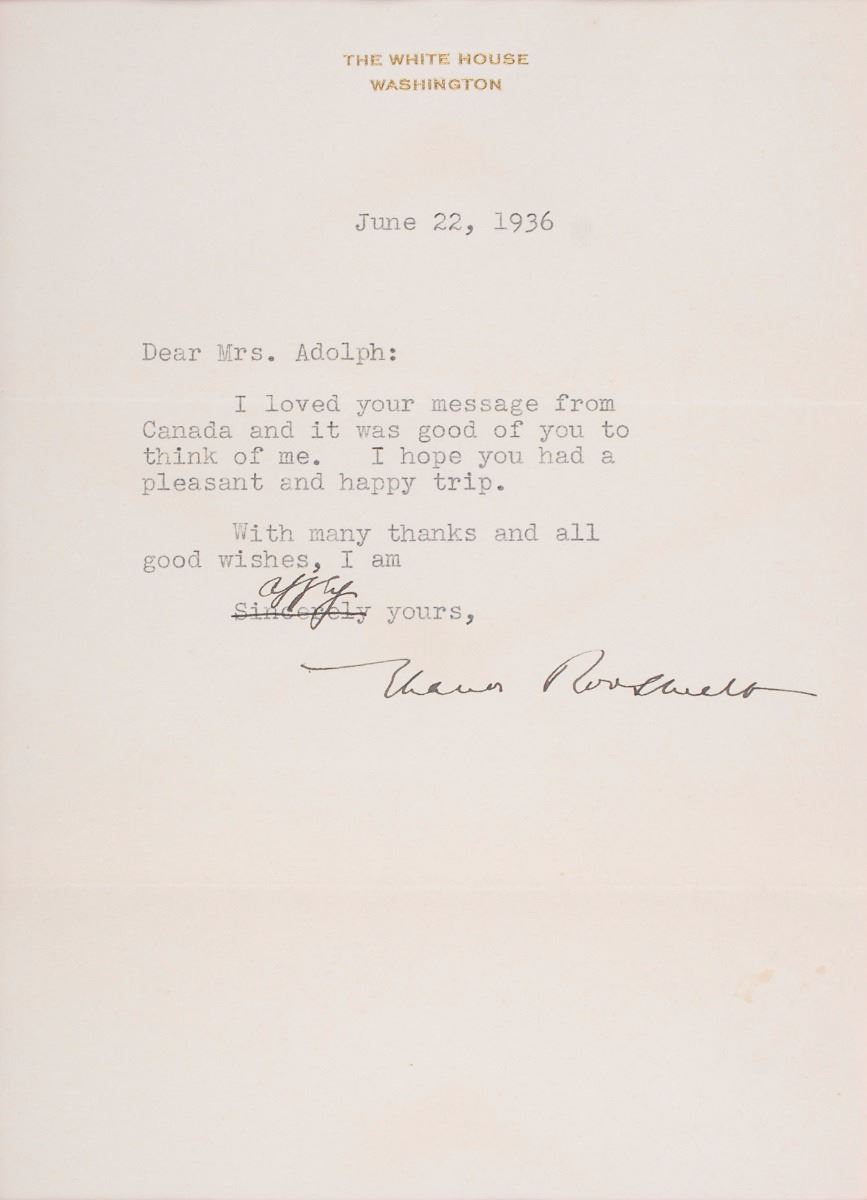 THE WHITE HOUSE
WASHINGTON
June 22, 1936
Dear Mrs. Adolph:
I loved your message from
Canada and it was good of you to
think of me. I hope you had a
pleasant and happy trip.
With many thanks and all
good wishes, I am
affly
Sincerely yours,
Eleanor Roosevelt